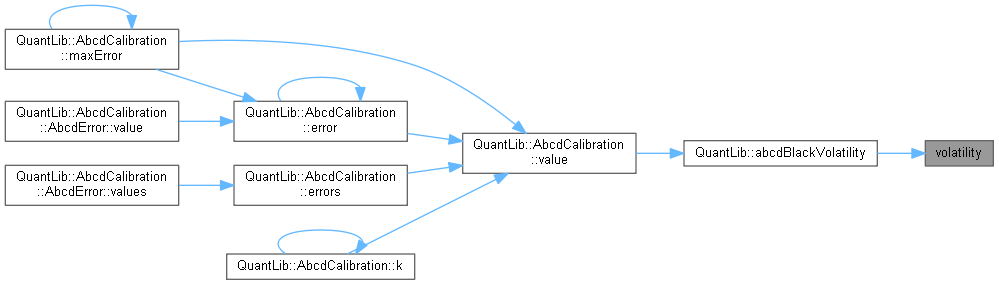 QuantLib::AbcdCalibration
::maxError
QuantLib::AbcdCalibration
::AbcdError::value
QuantLib::AbcdCalibration
::AbcdError::values
QuantLib::AbcdCalibration
::error
QuantLib::AbcdCalibration
::errors
QuantLib::AbcdCalibration::k
QuantLib::AbcdCalibration
::value
QuantLib::abcdBlackVolatility
volatility